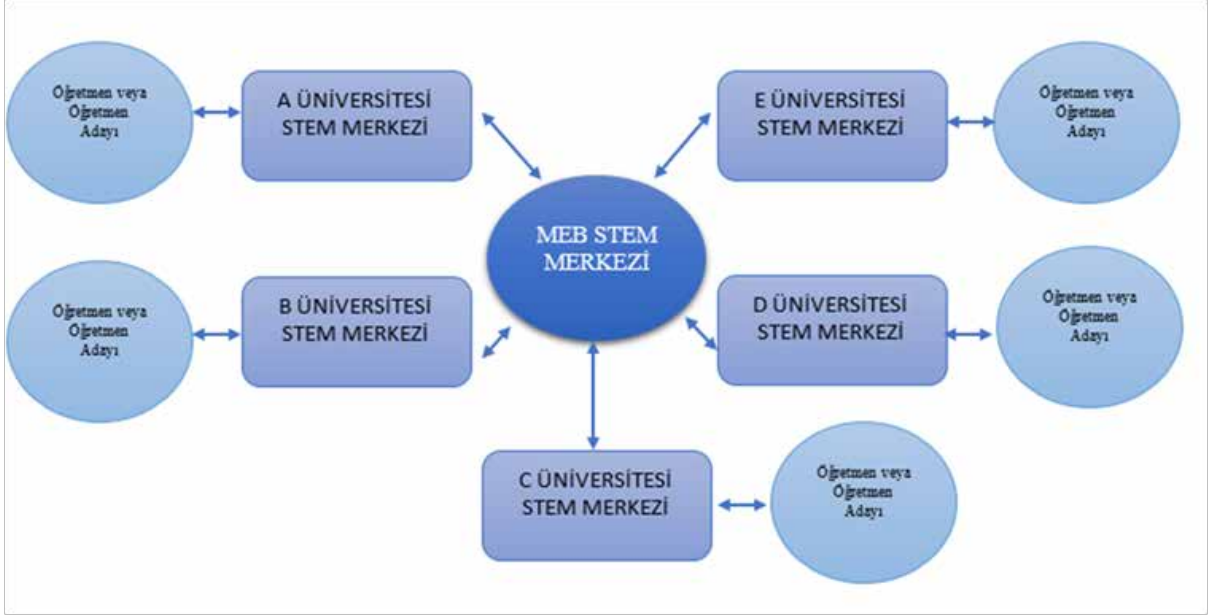 Öğretmen veya
Öğretmen
Adayı
A ÜNİVERSİTESİ
STEM MERKEZİ
E ÜNİVERSİTESİ
STEM MERKEZİ
Öğretmen veya
Öğretmen
Adayı
MEB STEM
MERKEZİ
Öğretmen veya
Öğretmen
Adayı
B ÜNİVERSİTESİ
STEM MERKEZİ
D ÜNİVERSİTESİ
STEM MERKEZİ
Öğretmen veya
Öğretmen
Adayı
C ÜNİVERSİTESİ
STEM MERKEZİ
Öğretmen veya
Öğretmen
Adayı